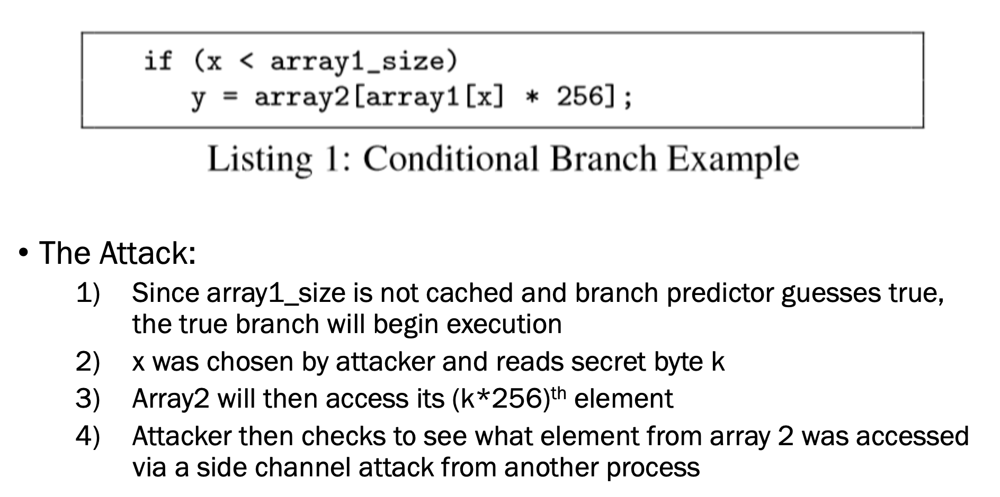 if (x < array1_size)
y = array2[array1[x] * 256];
Listing 1: Conditional Branch Example
• The Attack:
1) Since array1_size is not cached and branch predictor guesses true,
the true branch will begin execution
2) x was chosen by attacker and reads secret byte k
3) Array2 will then access its (k*256)th element
4) Attacker then checks to see what element from array 2 was accessed
via a side channel attack from another process